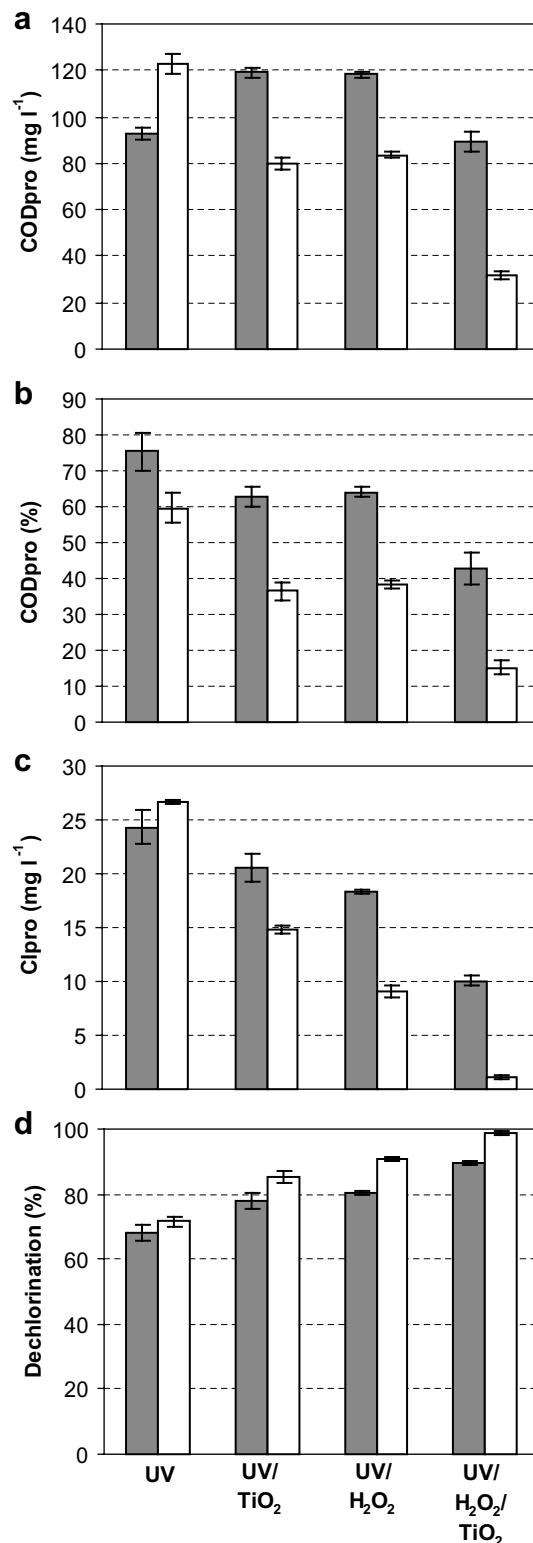 a
140
120
100
80
60
40
20
0
CODpro (mg l⁻¹)
b
90
80
70
60
50
40
30
20
10
0
CODpro (%)
c
30
25
20
15
10
5
0
Clpro (mg l⁻¹)
d
100
80
60
40
20
0
Dechlorination (%)
UV
UV/
TiO₂
UV/
H₂O₂
UV/
H₂O₂/
TiO₂